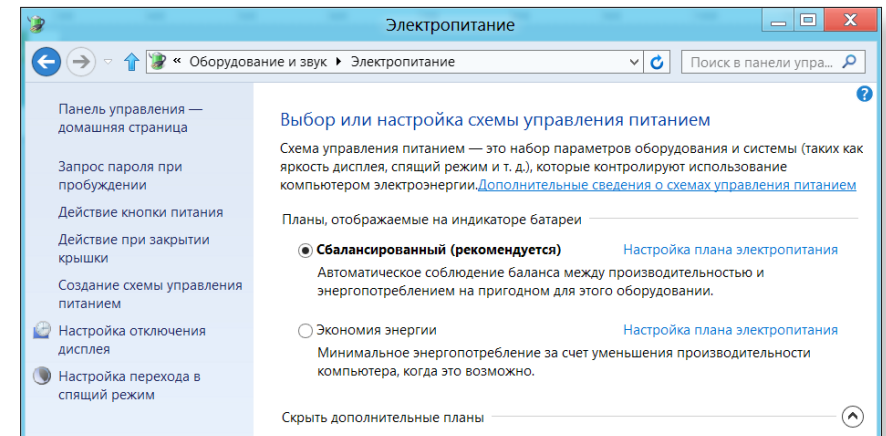 Электропитание
« Оборудование и звук ▸ Электропитание
Поиск в панели упра...
Панель управления —
домашняя страница
Запрос пароля при
пробуждении
Действие кнопки питания
Действие при закрытии
крышки
Создание схемы управления
питанием
Настройка отключения
дисплея
Настройка перехода в
спящий режим
Выбор или настройка схемы управления питанием
Схема управления питанием — это набор параметров оборудования и системы (таких как
яркость дисплея, спящий режим и т. д.), которые контролируют использование
компьютером электроэнергии.Дополнительные сведения о схемах управления питанием
Планы, отображаемые на индикаторе батареи
Сбалансированный (рекомендуется) Настройка плана электропитания
Автоматическое соблюдение баланса между производительностью и
энергопотреблением на пригодном для этого оборудовании.
Экономия энергии Настройка плана электропитания
Минимальное энергопотребление за счет уменьшения производительности
компьютера, когда это возможно.
Скрыть дополнительные планы